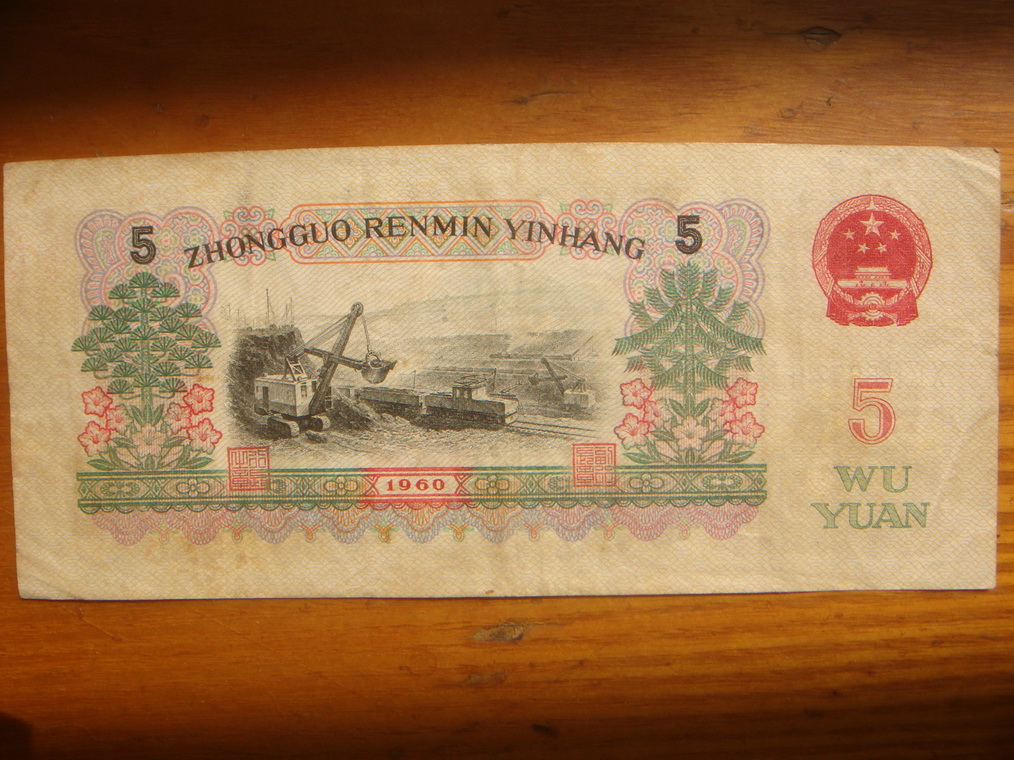 5 ZHONGGUO RENMIN YINHANG 5
1960
5
WU
YUAN